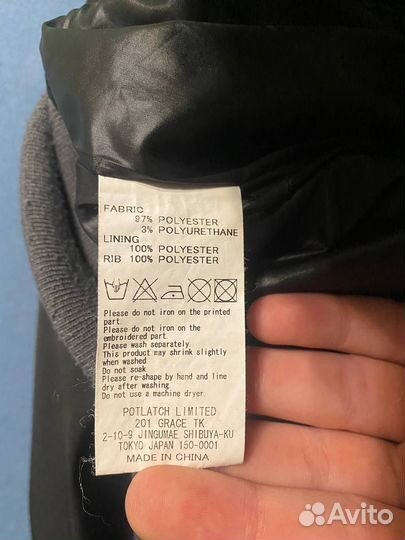 FABRIC
97% POLYESTER
3% POLYURETHANE
LINING
100% POLYESTER
RIB 100% POLYESTER
Please do not iron on the printed
part.
Please do not iron on the
embroidered part.
Please wash separately.
This product may shrink slightly
when washed.
Do not soak
Please re-shape by hand and line
dry after washing.
Do not use a machine dryer.
POTLATCH LIMITED
201 GRACE TK
2-10-9 JINGUMAE SHIBUYA-KU
TOKYO JAPAN 150-0001
MADE IN CHINA
Avito